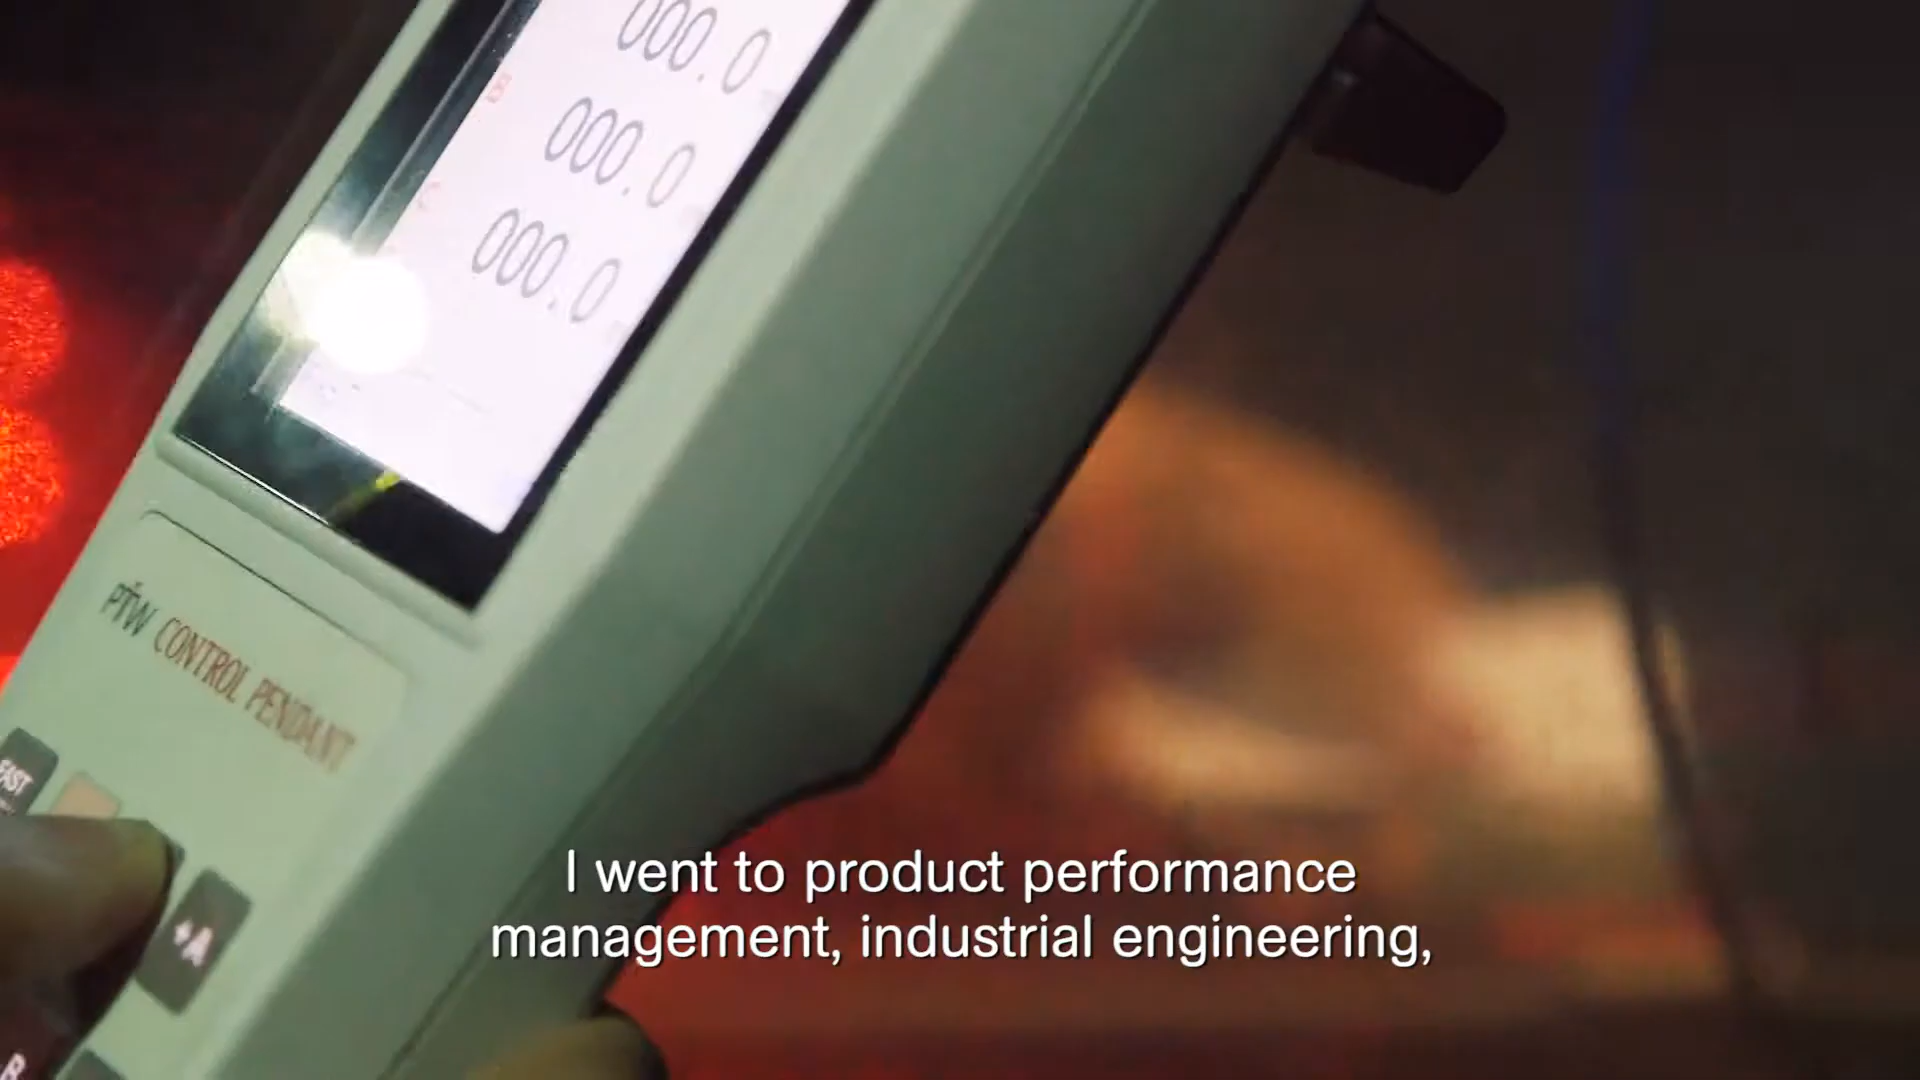 000.0
B
000.0
C
000.0
PTW CONTROL PENDANT
FAST
+A
B
I went to product performance
management, industrial engineering,